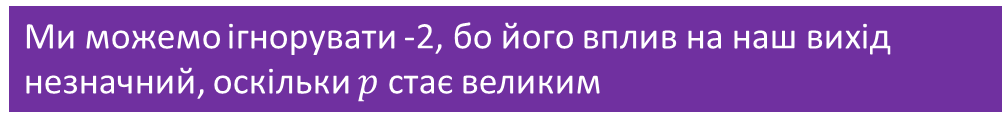 Ми можемо ігнорувати -2, бо його вплив на наш вихід
незначний, оскільки p стає великим